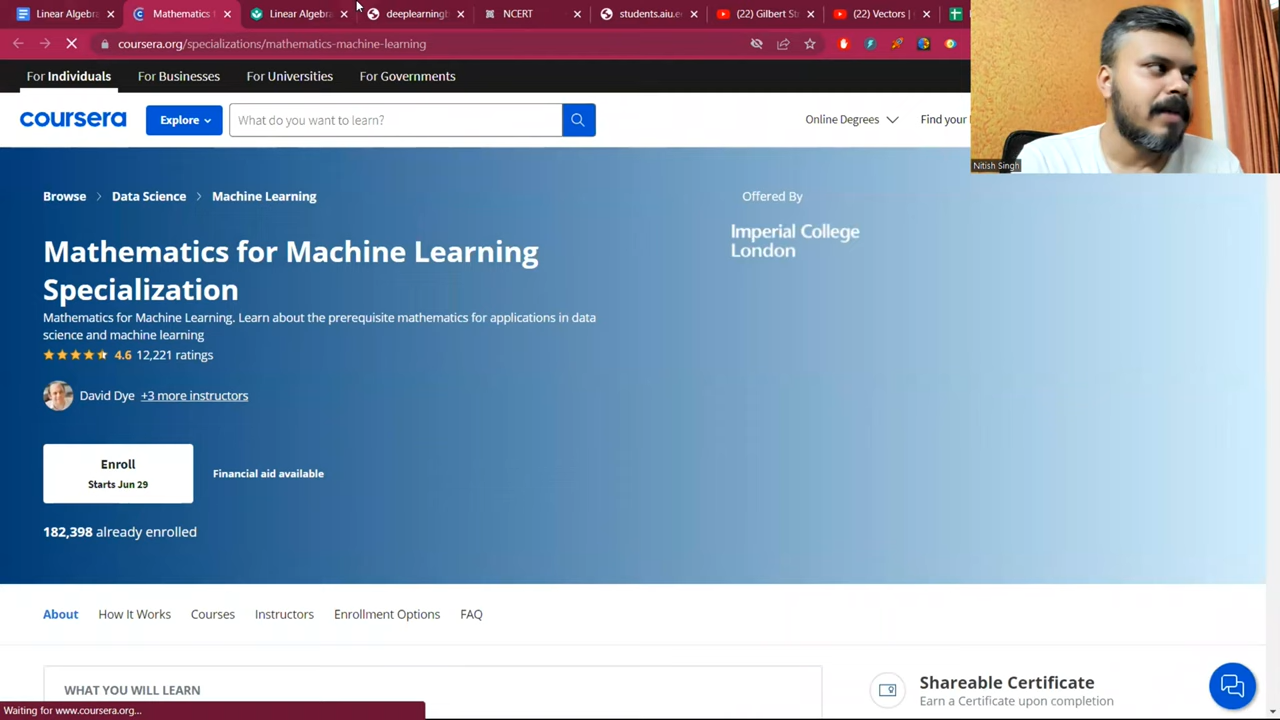 Linear Algebra
Mathematics
Linear Algebra
deeplearning
NCERT
students.aiu.e
(22) Gilbert St
(22) Vectors |
coursera.org/specializations/mathematics-machine-learning
For Individuals
For Businesses
For Universities
For Governments
coursera
Explore
What do you want to learn?
Online Degrees
Find your
Nitish Singh
Browse > Data Science > Machine Learning
Offered By
Imperial College
London
Mathematics for Machine Learning
Specialization
Mathematics for Machine Learning. Learn about the prerequisite mathematics for applications in data
science and machine learning
4.6 12,221 ratings
David Dye +3 more instructors
Enroll
Starts Jun 29
Financial aid available
182,398 already enrolled
About
How It Works
Courses
Instructors
Enrollment Options
FAQ
WHAT YOU WILL LEARN
Shareable Certificate
Earn a Certificate upon completion
Waiting for www.coursera.org...